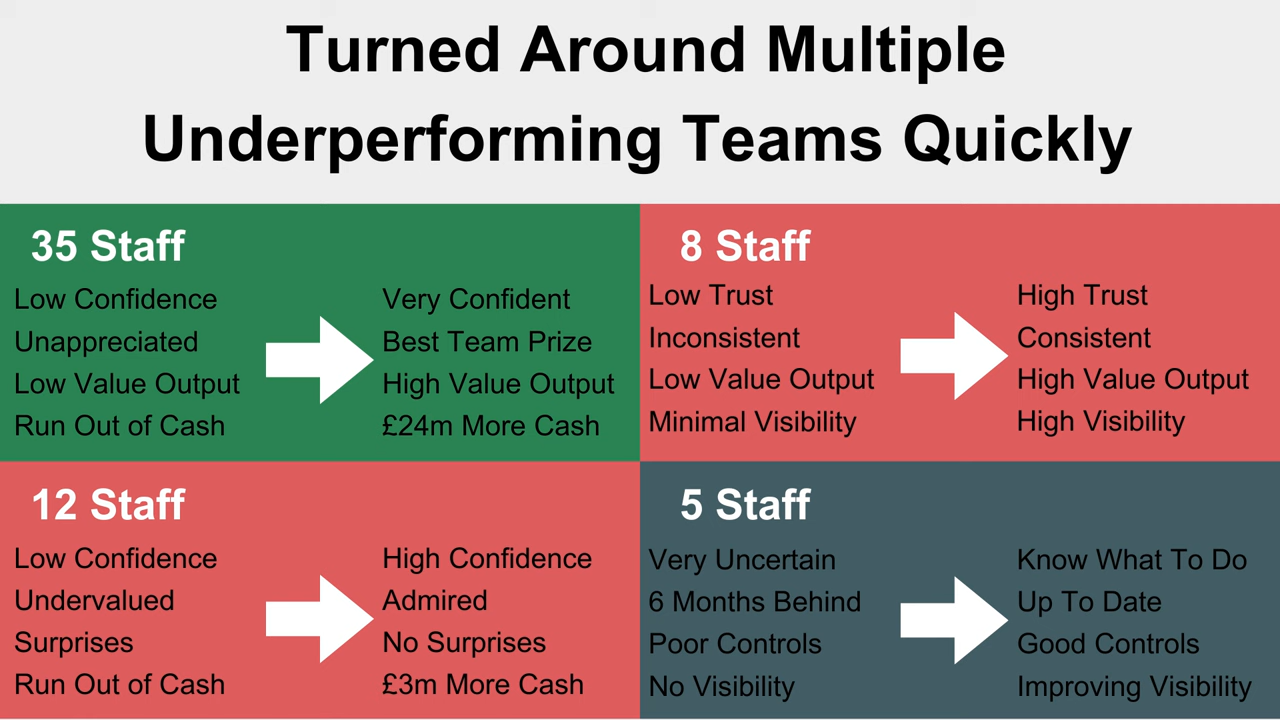 Turned Around Multiple
Underperforming Teams Quickly
35 Staff
Low Confidence
Unappreciated
Low Value Output
Run Out of Cash
Very Confident
Best Team Prize
High Value Output
£24m More Cash
8 Staff
Low Trust
Inconsistent
Low Value Output
Minimal Visibility
High Trust
Consistent
High Value Output
High Visibility
12 Staff
Low Confidence
Undervalued
Surprises
Run Out of Cash
High Confidence
Admired
No Surprises
£3m More Cash
5 Staff
Very Uncertain
6 Months Behind
Poor Controls
No Visibility
Know What To Do
Up To Date
Good Controls
Improving Visibility